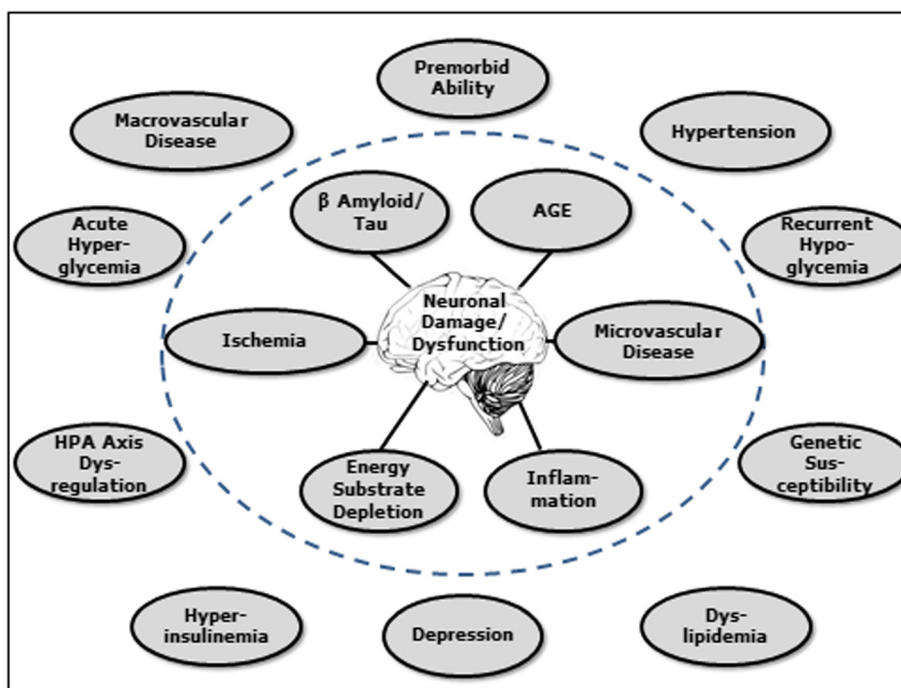 Premorbid
Ability
Macrovascular
Disease
Hypertension
β Amyloid/
Tau
AGE
Acute
Hyper-
glycemia
Recurrent
Hypo-
glycemia
Neuronal
Damage/
Dysfunction
Ischemia
Microvascular
Disease
HPA Axis
Dys-
regulation
Energy
Substrate
Depletion
Inflam-
mation
Genetic
Sus-
ceptibility
Hyper-
insulinemia
Depression
Dys-
lipidemia